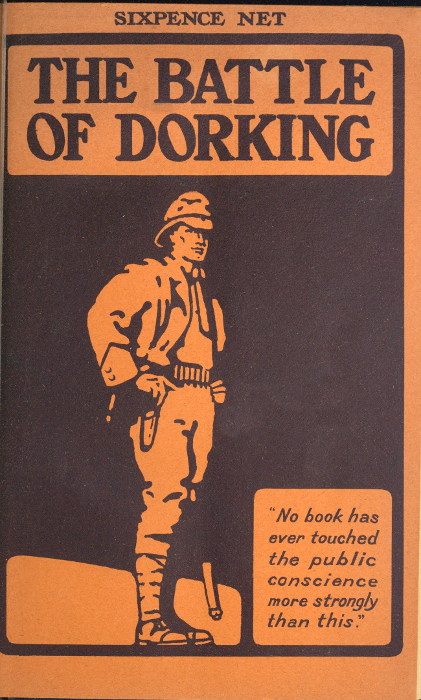 SIXPENCE NET
THE BATTLE
OF DORKING
"No book has
ever touched
the public
conscience
more strongly
than this."